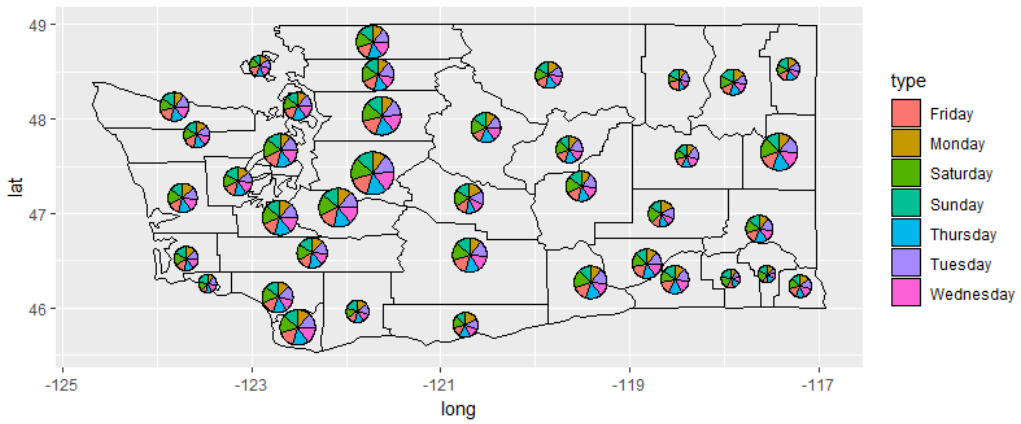 49
48
47
46
lat
-125
-123
-121
-119
-117
long
type
Friday
Monday
Saturday
Sunday
Thursday
Tuesday
Wednesday